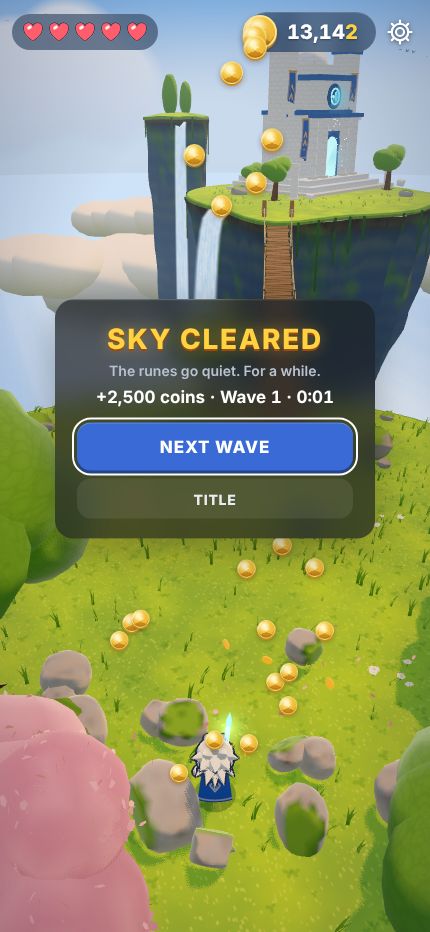 13,142
SKY CLEARED
The runes go quiet. For a while.
+2,500 coins · Wave 1 · 0:01
NEXT WAVE
TITLE